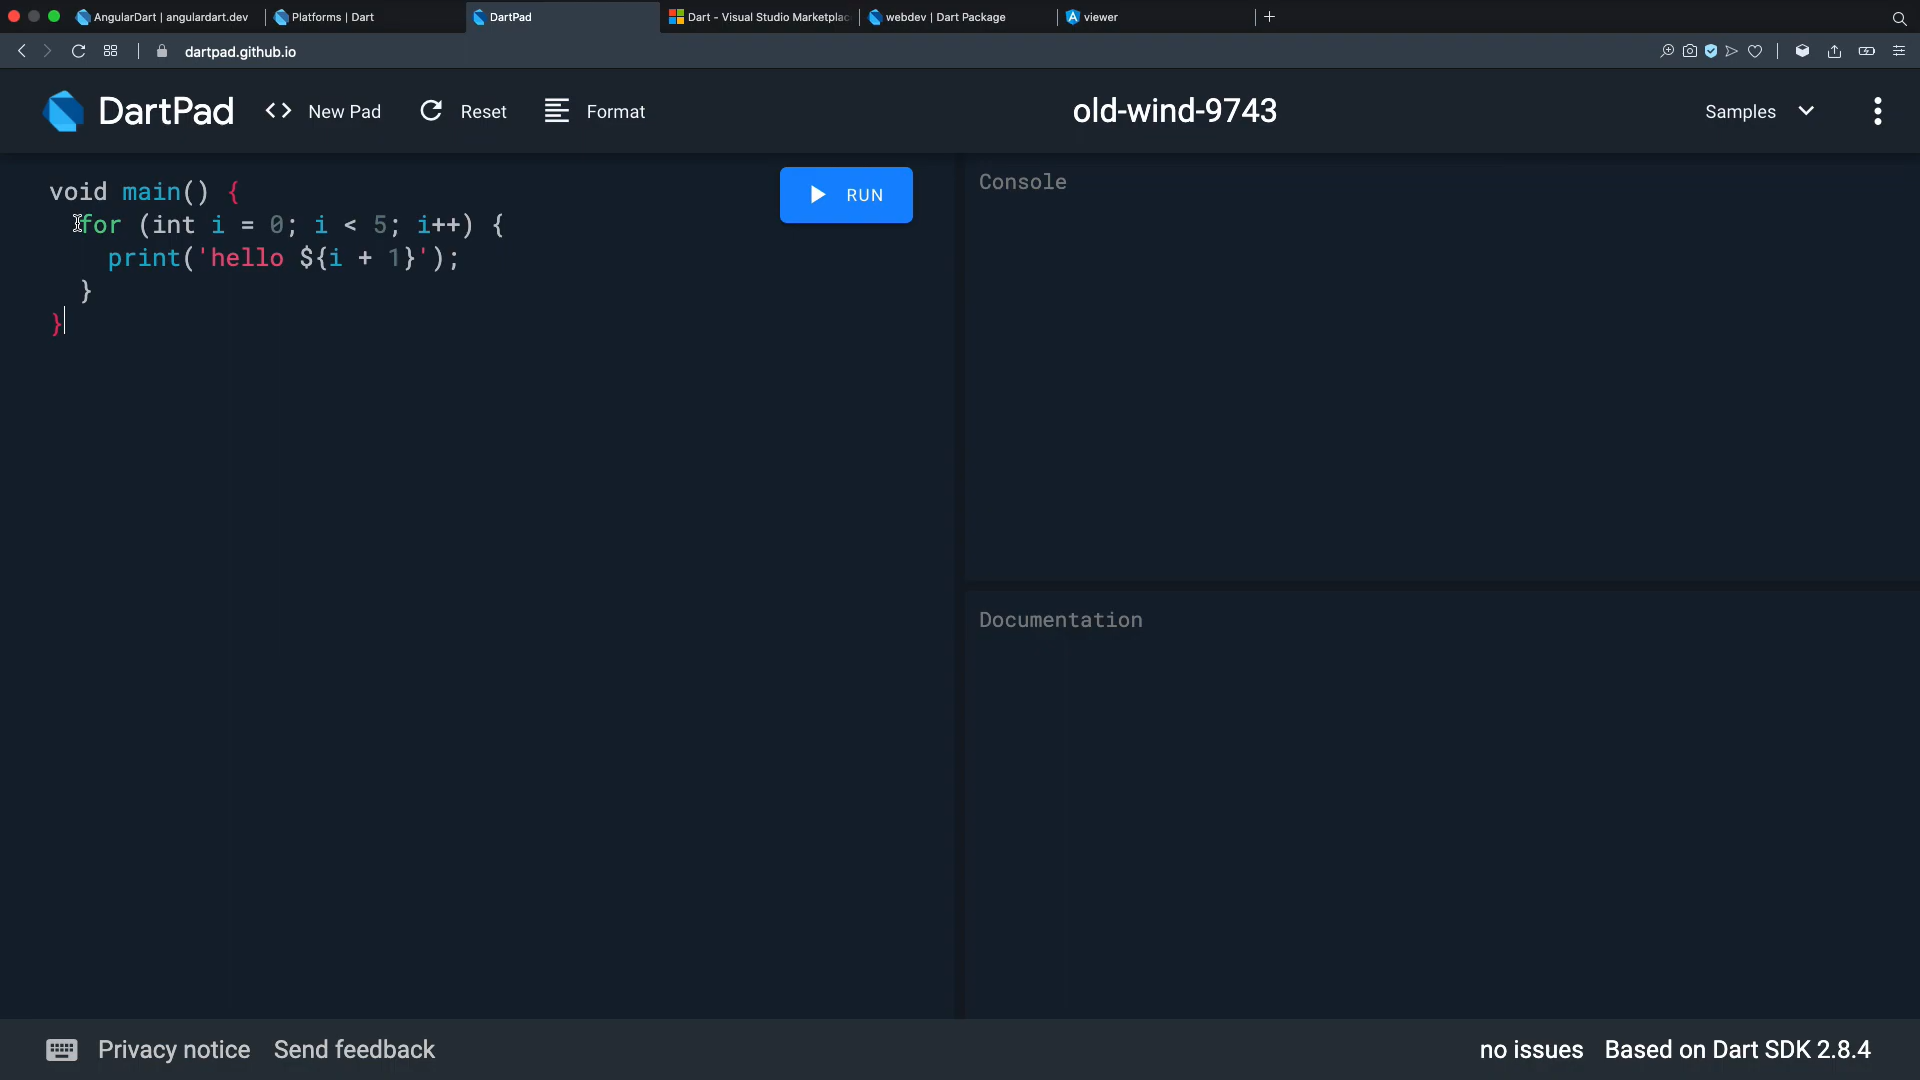 AngularDart | angulardart.dev
Platforms | Dart
DartPad
Dart - Visual Studio Marketplac
webdev | Dart Package
viewer
dartpad.github.io
DartPad
New Pad
Reset
Format
old-wind-9743
Samples
void main() {
for (int i = 0; i < 5; i++) {
print('hello ${i + 1}');
}
}
RUN
Console
Documentation
Privacy notice
Send feedback
no issues
Based on Dart SDK 2.8.4